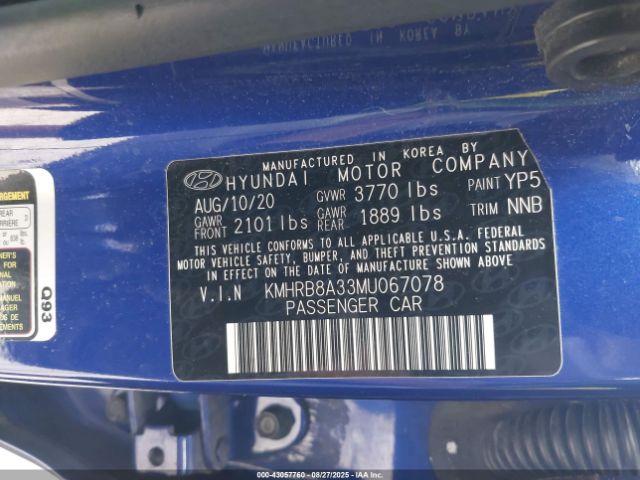 MANUFACTURED IN KOREA BY
HYUNDAI MOTOR COMPANY
AUG/10/20 GVWR 3770 lbs PAINT YP5
GAWR FRONT 2101 lbs GAWR REAR 1889 lbs TRIM NNB
THIS VEHICLE CONFORMS TO ALL APPLICABLE U.S.A. FEDERAL
MOTOR VEHICLE SAFETY, BUMPER, AND THEFT PREVENTION STANDARDS
IN EFFECT ON THE DATE OF MANUFACTURE SHOWN ABOVE
V.I.N KMHRB8A33MU067078
PASSENGER CAR
Q93
000-43057760 - 08/27/2025 - IAAI COPYRIGHT